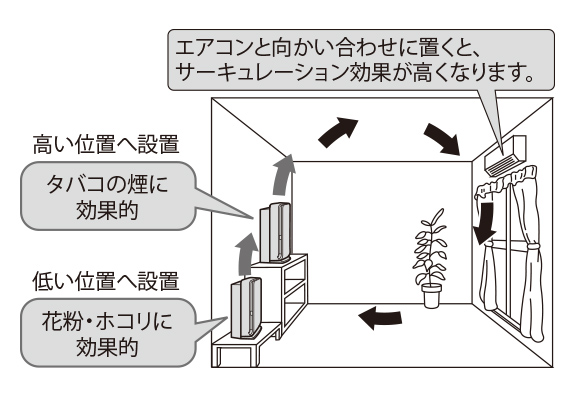 エアコンと向かい合わせに置くと、
サーキュレーション効果が高くなります。
高い位置へ設置
タバコの煙に
効果的
低い位置へ設置
花粉・ホコリに
効果的